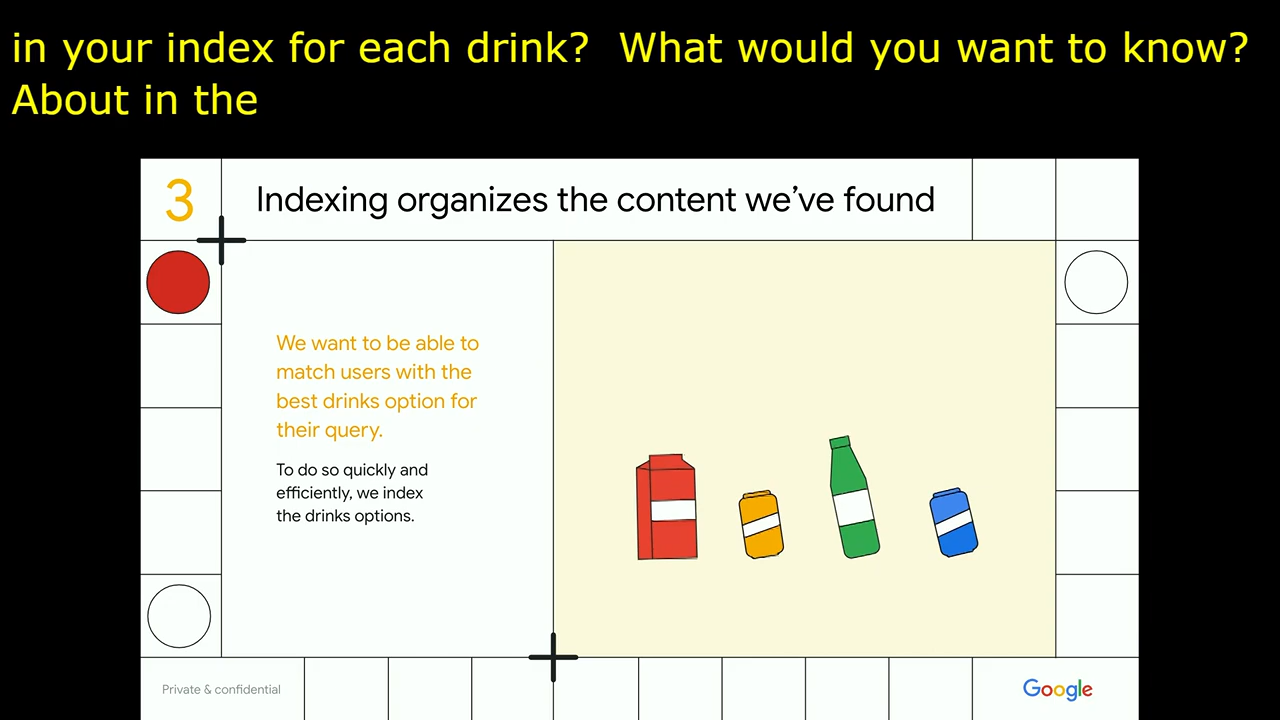 in your index for each drink?  What would you want to know?
About in the
3
Indexing organizes the content we’ve found
We want to be able to
match users with the
best drinks option for
their query.
To do so quickly and
efficiently, we index
the drinks options.
Private & confidential
Google